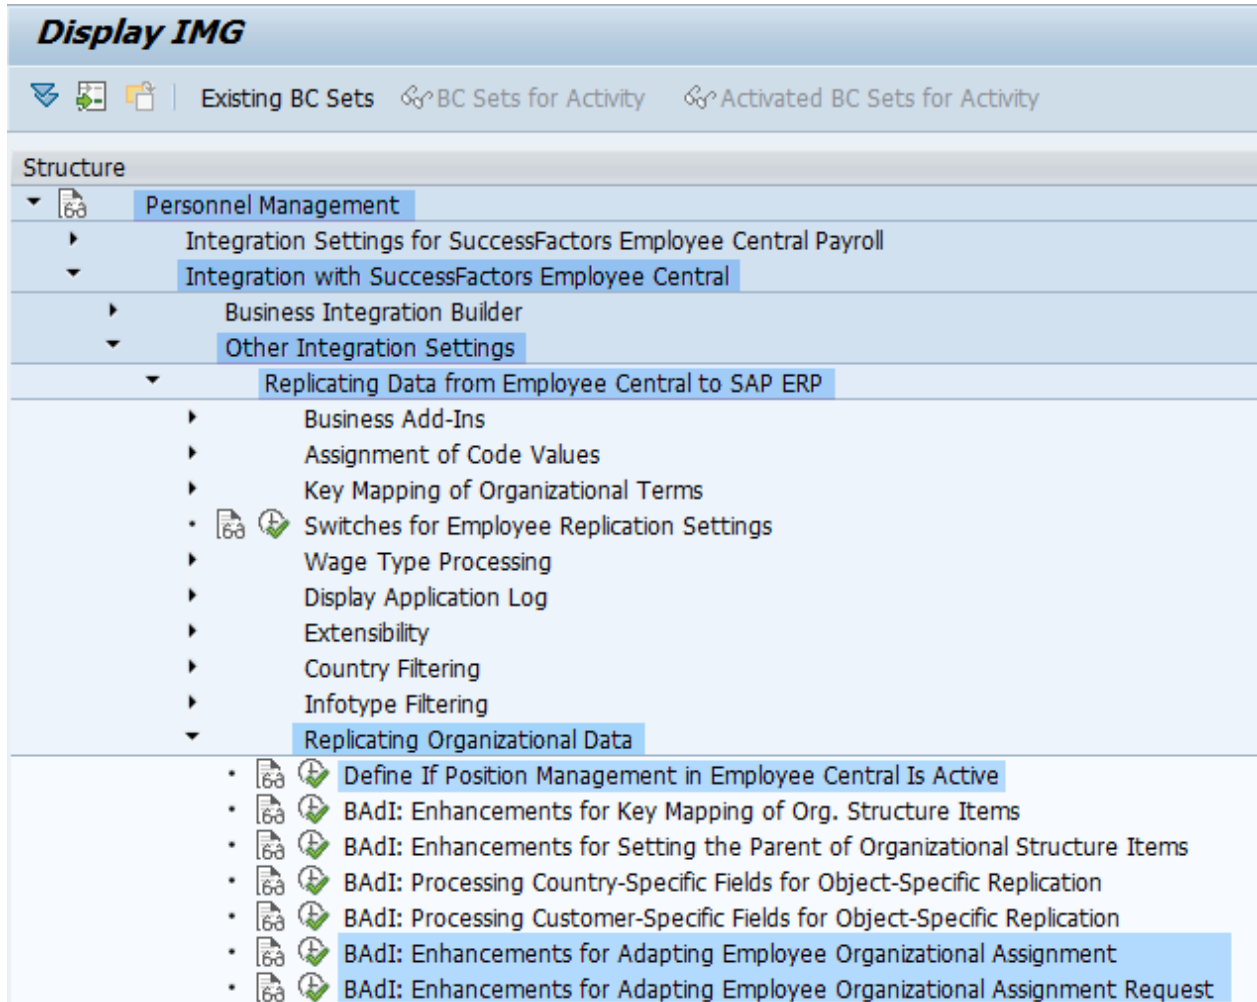 Display IMG
Existing BC Sets BC Sets for Activity Activated BC Sets for Activity
Structure
Personnel Management
Integration Settings for SuccessFactors Employee Central Payroll
Integration with SuccessFactors Employee Central
Business Integration Builder
Other Integration Settings
Replicating Data from Employee Central to SAP ERP
Business Add-Ins
Assignment of Code Values
Key Mapping of Organizational Terms
Switches for Employee Replication Settings
Wage Type Processing
Display Application Log
Extensibility
Country Filtering
Infotype Filtering
Replicating Organizational Data
Define If Position Management in Employee Central Is Active
BAdI: Enhancements for Key Mapping of Org. Structure Items
BAdI: Enhancements for Setting the Parent of Organizational Structure Items
BAdI: Processing Country-Specific Fields for Object-Specific Replication
BAdI: Processing Customer-Specific Fields for Object-Specific Replication
BAdI: Enhancements for Adapting Employee Organizational Assignment
BAdI: Enhancements for Adapting Employee Organizational Assignment Request